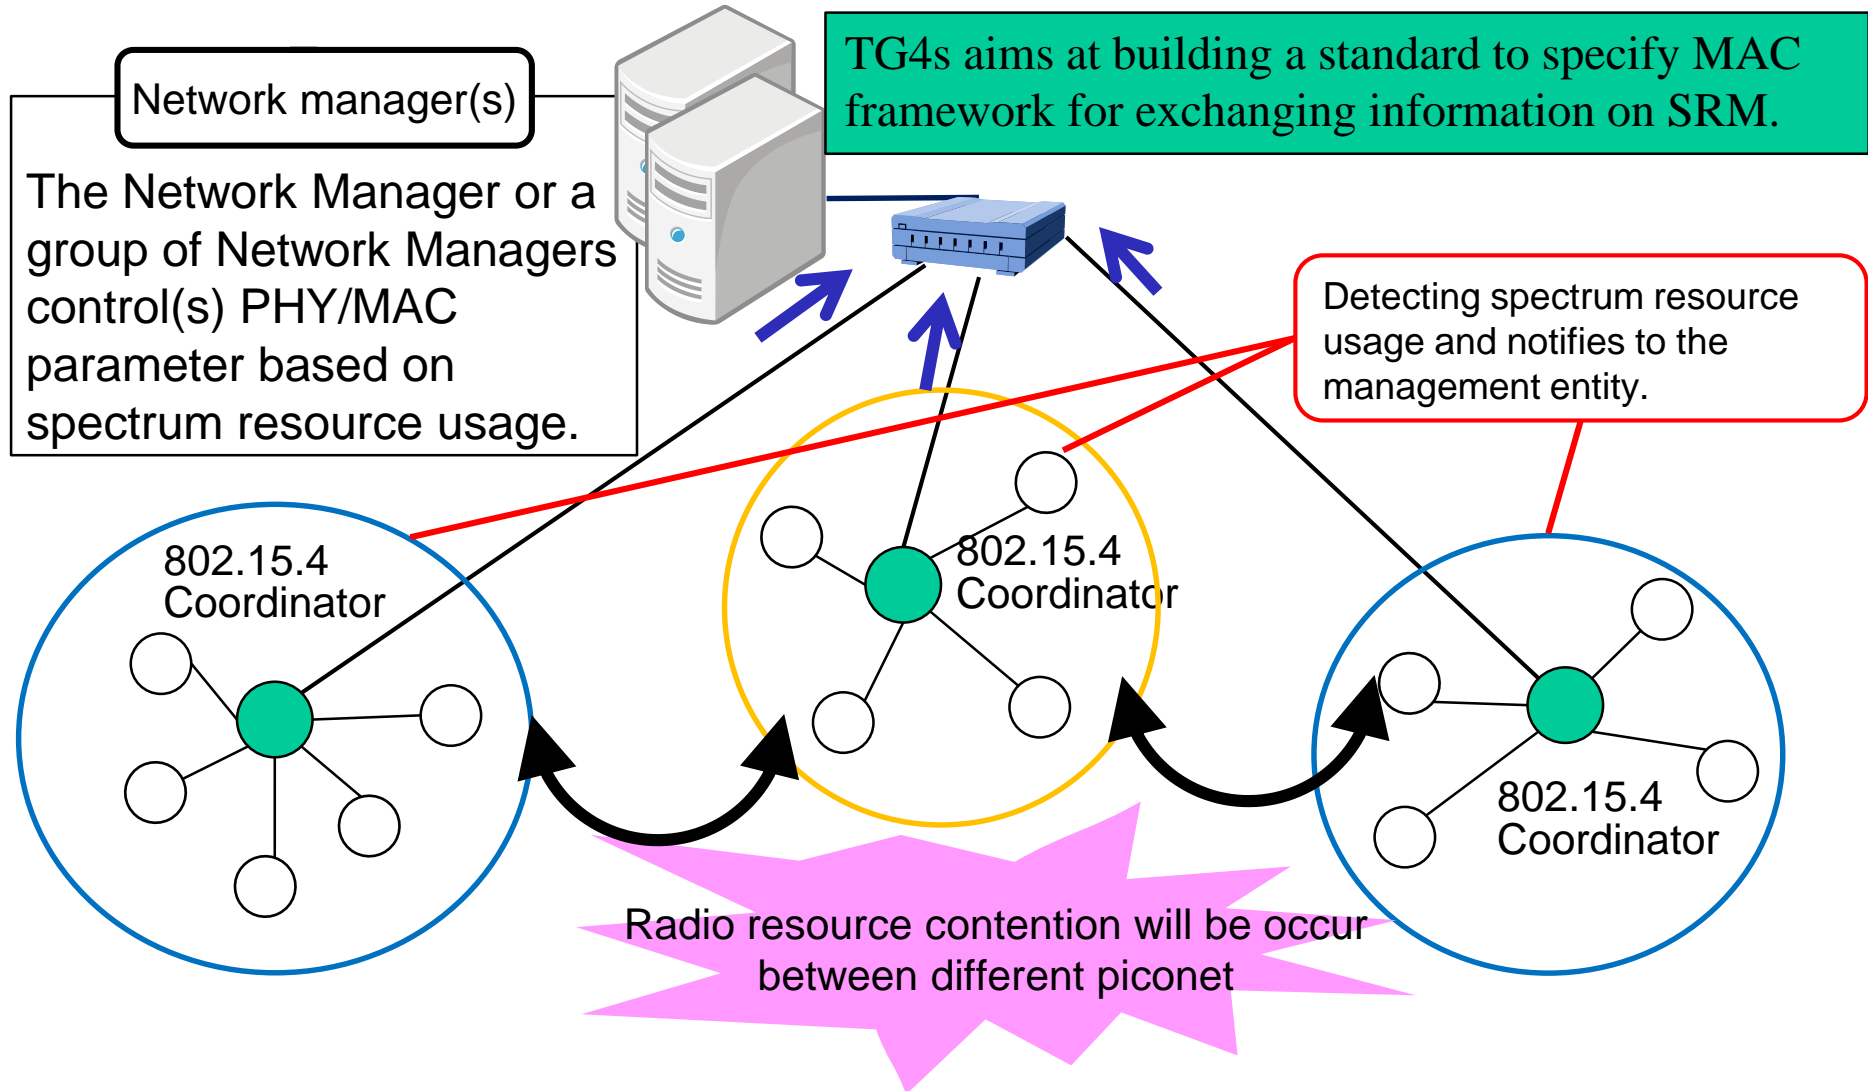 Network manager(s)
The Network Manager or a
group of Network Managers
control(s) PHY/MAC
parameter based on
spectrum resource usage.
TG4s aims at building a standard to specify MAC
framework for exchanging information on SRM.
Detecting spectrum resource
usage and notifies to the
management entity.
802.15.4
Coordinator
802.15.4
Coordinator
802.15.4
Coordinator
Radio resource contention will be occur
between different piconet